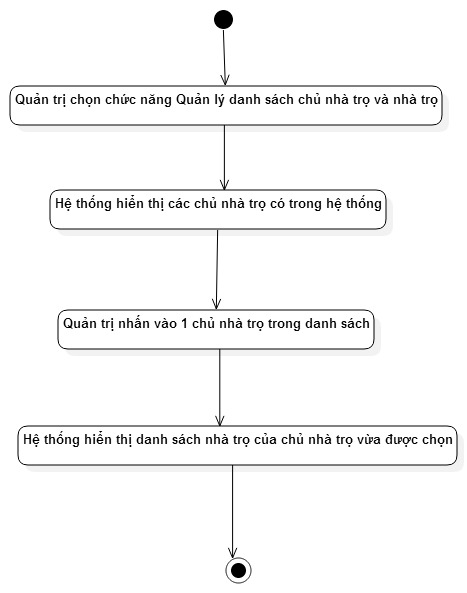 Quản trị chọn chức năng Quản lý danh sách chủ nhà trọ và nhà trọ
Hệ thống hiển thị các chủ nhà trọ có trong hệ thống
Quản trị nhấn vào 1 chủ nhà trọ trong danh sách
Hệ thống hiển thị danh sách nhà trọ của chủ nhà trọ vừa được chọn